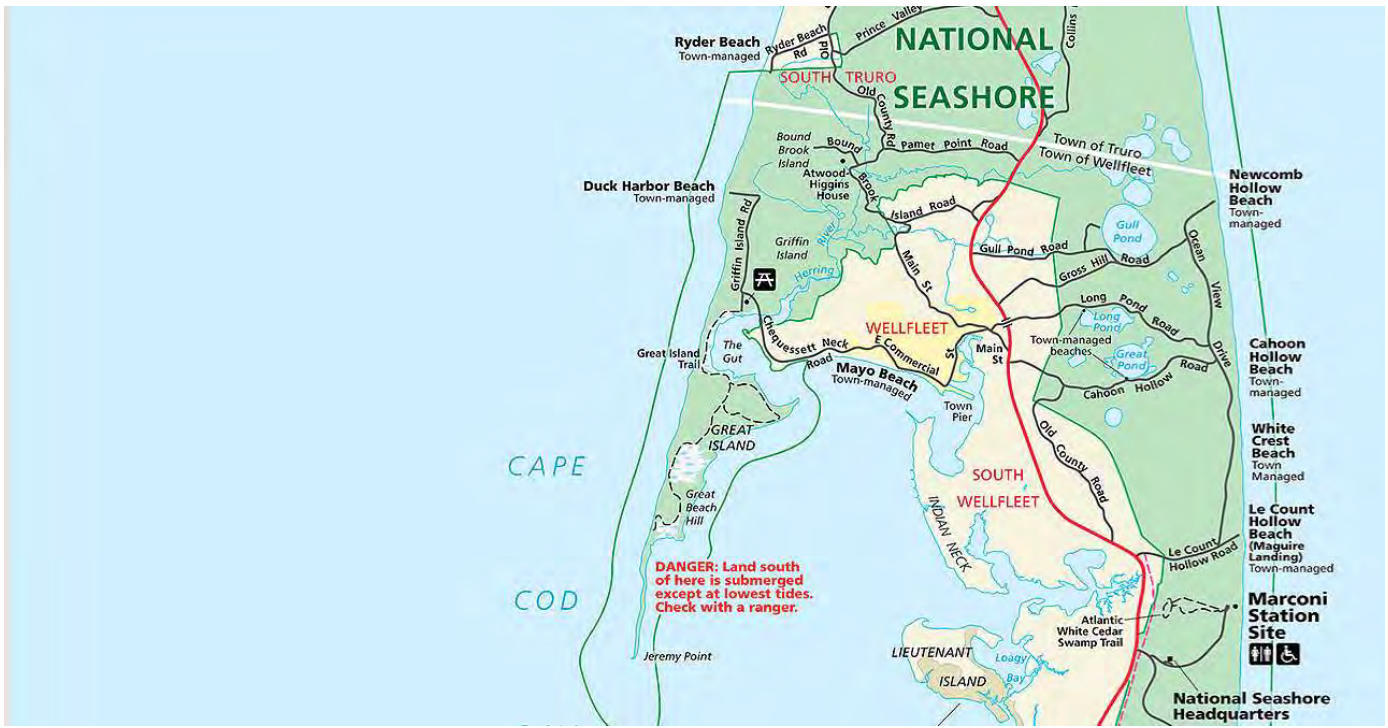 Ryder Beach
Town-managed
Ryder Beach
Rd
Old
Prince Valley
Collins
NATIONAL
SEASHORE
SOUTH TRURO
Old County Rd
Town of Truro
Town of Wellfleet
Bound
Brook
Island
Bound
Brook
Pamet Point Road
Atwood-
Higgins
House
Island Road
Duck Harbor Beach
Town-managed
Newcomb
Hollow
Beach
Town-
managed
Griffin Island Rd
Griffin
Island
Herring
River
Gull
Pond
Gull Pond Road
Gross Hill Road
Ocean View Drive
Main St
WELLFLEET
Long Pond Road
Long
Pond
Town-managed
beaches
Great
Pond
Main
St
Great Island
Trail
The
Gut
Chequessett Neck
Road
E Commercial
St
Mayo Beach
Town-managed
Cahoon Hollow Road
Cahoon
Hollow
Beach
Town-
managed
Town
Pier
GREAT
ISLAND
Old County Road
White
Crest
Beach
Town
Managed
CAPE
COD
SOUTH
WELLFLEET
Great
Beach
Hill
INDIAN NECK
Le Count
Hollow
Beach
(Maguire
Landing)
Town-managed
Le Count
Hollow Road
DANGER: Land south
of here is submerged
except at lowest tides.
Check with a ranger.
Marconi
Station
Site
Atlantic
White Cedar
Swamp Trail
Jeremy Point
LIEUTENANT
ISLAND
Loagy
Bay
National Seashore
Headquarters